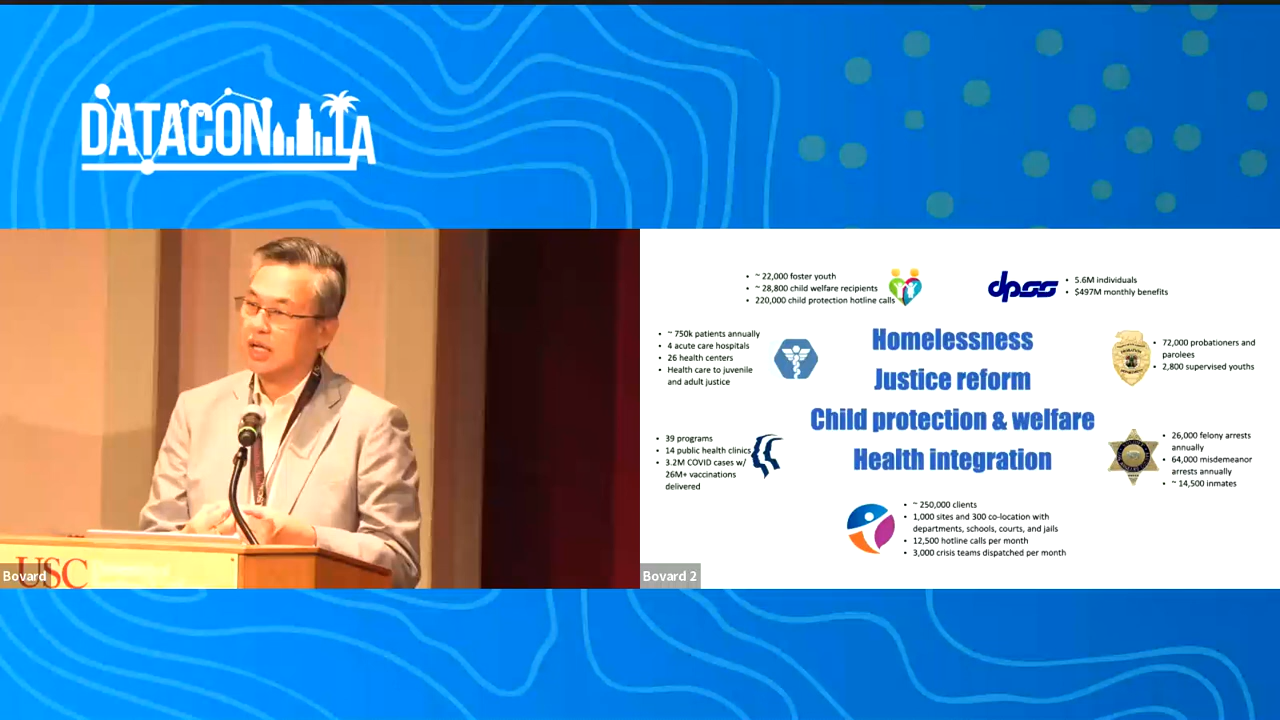 DATACON LA
• ~ 22,000 foster youth
• ~ 28,800 child welfare recipients
• 220,000 child protection hotline calls
dpss
• 5.6M individuals
• $497M monthly benefits
• ~ 750k patients annually
• 4 acute care hospitals
• 26 health centers
• Health care to juvenile
and adult justice
Homelessness
Justice reform
Child protection & welfare
Health integration
• 72,000 probationers and
parolees
• 2,800 supervised youths
• 39 programs
• 14 public health clinics
• 3.2M COVID cases w/
26M+ vaccinations
delivered
• 26,000 felony arrests
annually
• 64,000 misdemeanor
arrests annually
• ~ 14,500 inmates
• ~ 250,000 clients
• 1,000 sites and 300 co-location with
departments, schools, courts, and jails
• 12,500 hotline calls per month
• 3,000 crisis teams dispatched per month
USC
Bovard
Bovard 2